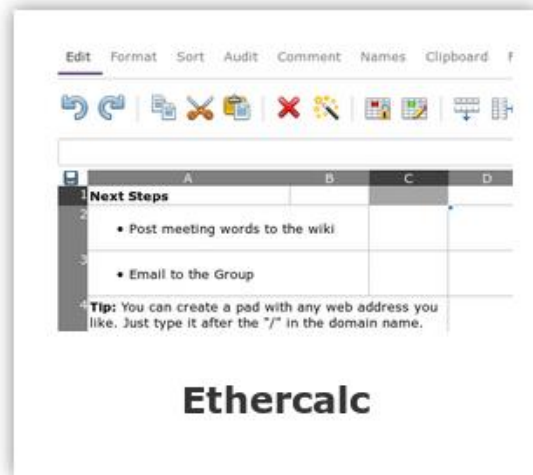 Edit Format Sort Audit Comment Names Clipboard
A B C D
1 Next Steps
2
• Post meeting words to the wiki
3
• Email to the Group
4 Tip: You can create a pad with any web address you
like. Just type it after the "/" in the domain name.
Ethercalc